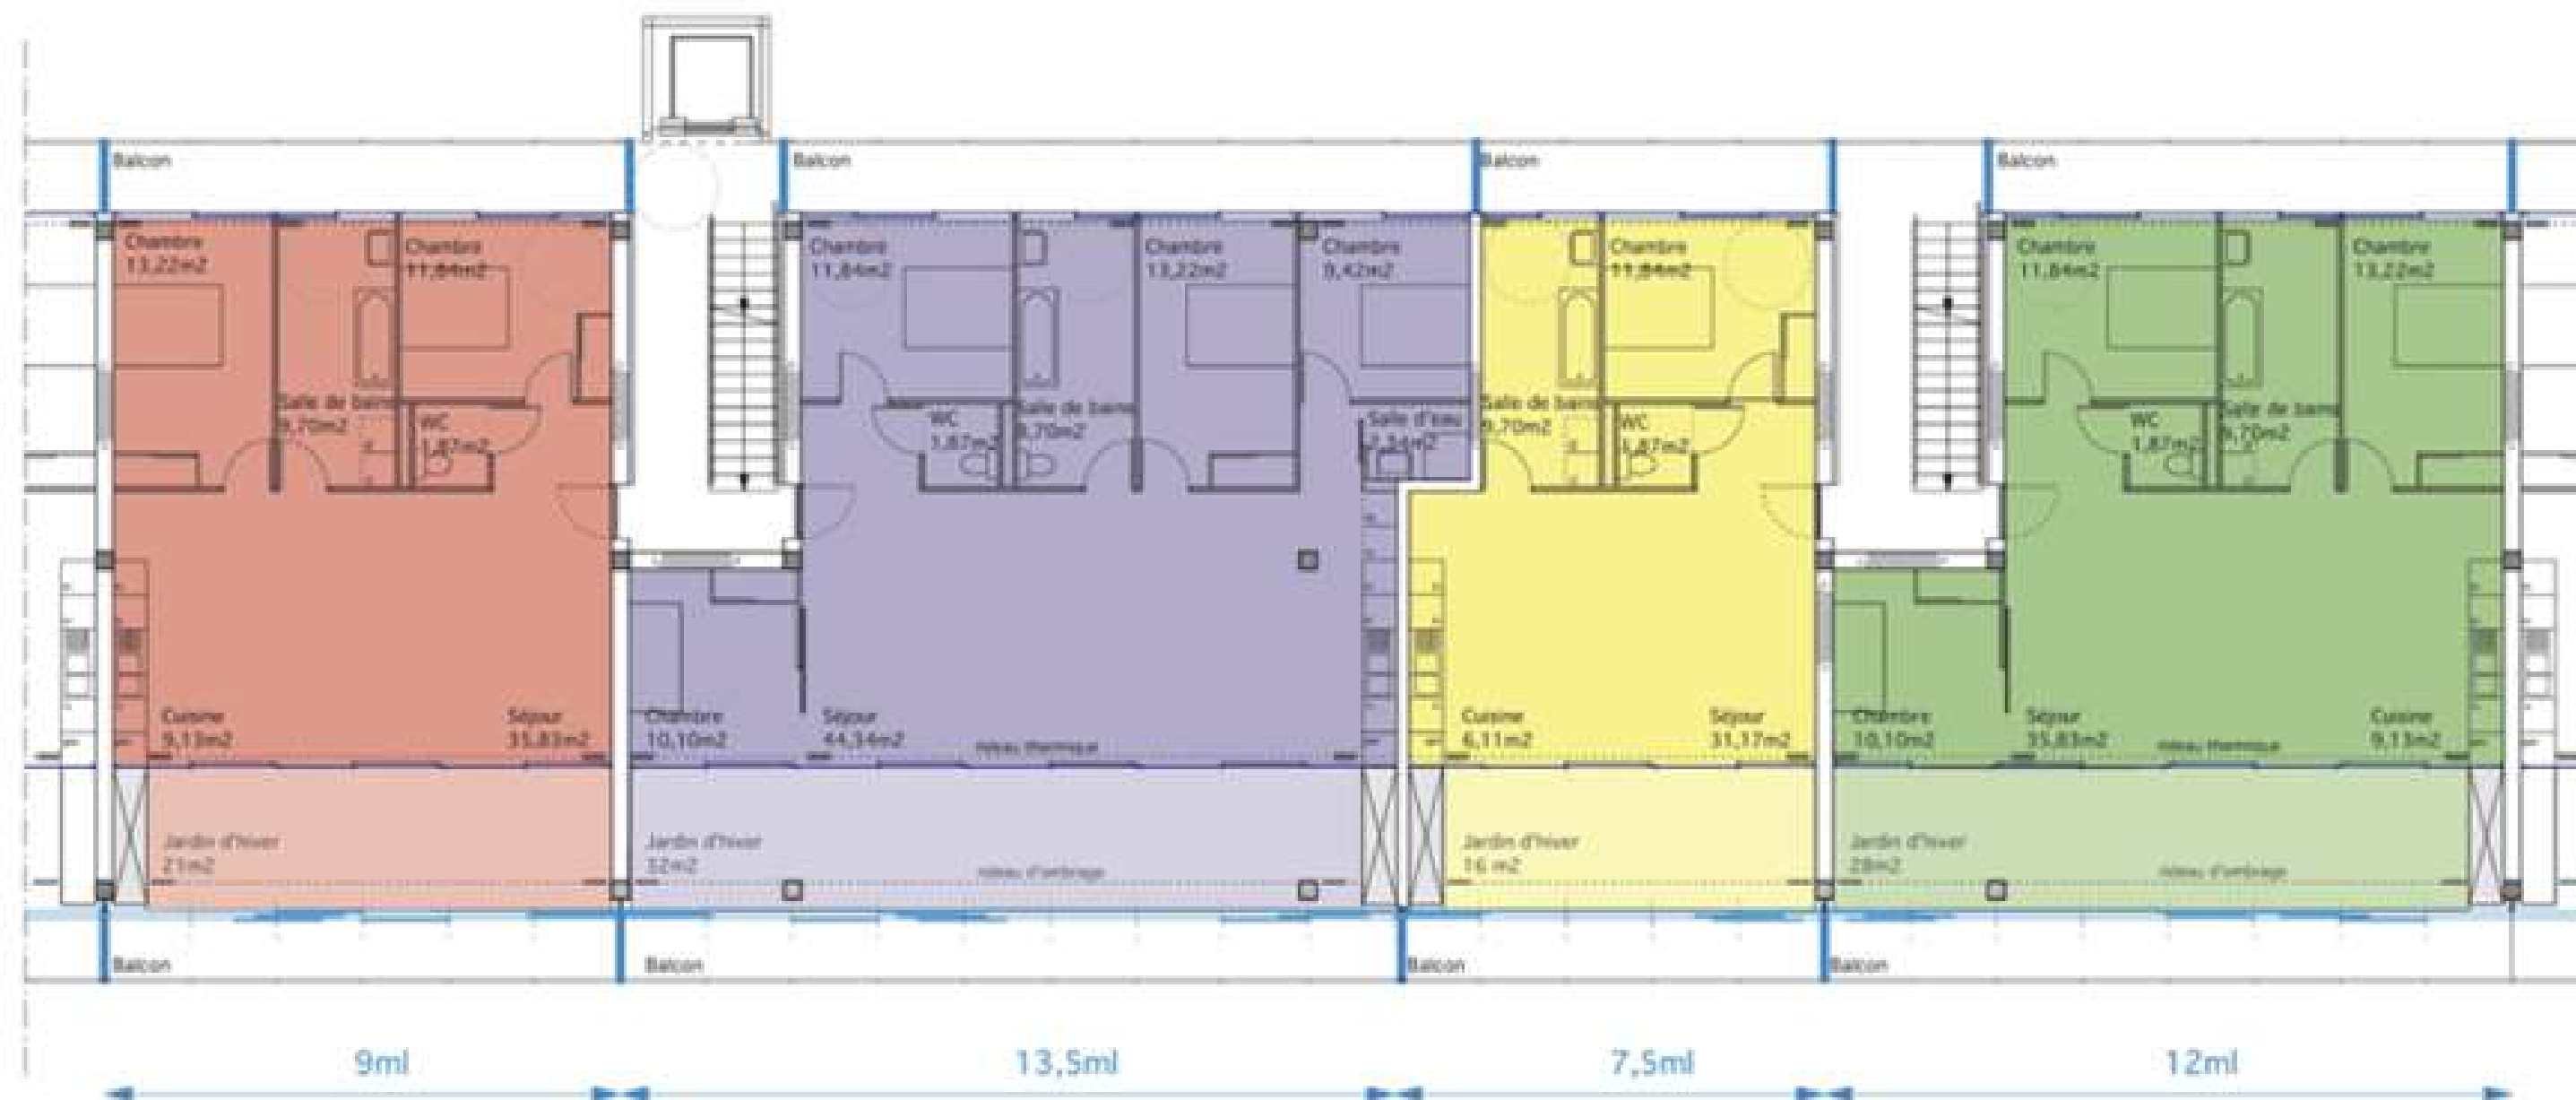 Balcon
Balcon
Balcon
Balcon
Chambre
13,22m2
Chambre
11,84m2
Salle de bains
9,70m2
WC
1,87m2
Cuisine
9,13m2
Séjour
35,83m2
Jardin d'hiver
21m2
Balcon
Chambre
11,84m2
WC
1,87m2
Salle de bains
9,70m2
Chambre
13,22m2
Chambre
Salle d'eau
Chambre
10,10m2
Séjour
44,34m2
rideau thermique
Jardin d'hiver
32m2
rideau d'ombrage
Balcon
Salle de bains
9,70m2
Chambre
11,84m2
WC
1,87m2
Cuisine
6,11m2
Séjour
31,17m2
Jardin d'hiver
16 m2
Balcon
Chambre
11,84m2
WC
1,87m2
Salle de bains
9,70m2
Chambre
13,22m2
Chambre
10,10m2
Séjour
35,83m2
rideau thermique
Cuisine
9,13m2
Jardin d'hiver
28m2
rideau d'ombrage
Balcon
9ml
13,5ml
7,5ml
12ml